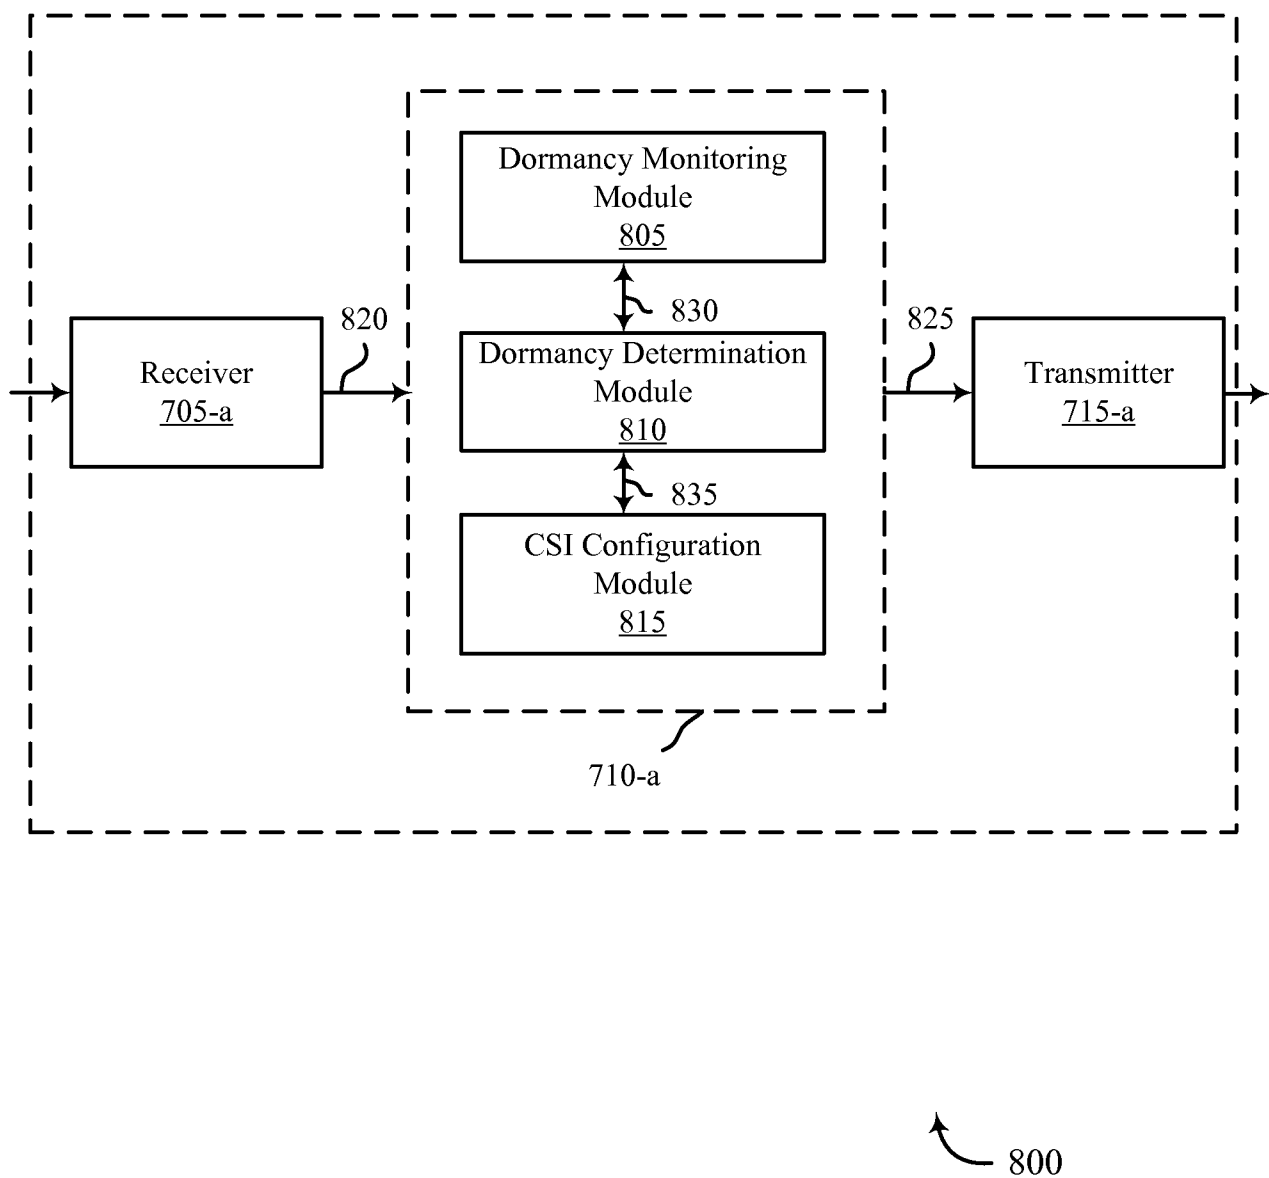 Dormancy Monitoring
Module
805
830
820
825
Receiver
705-a
Dormancy Determination
Module
810
Transmitter
715-a
835
CSI Configuration
Module
815
710-a
800